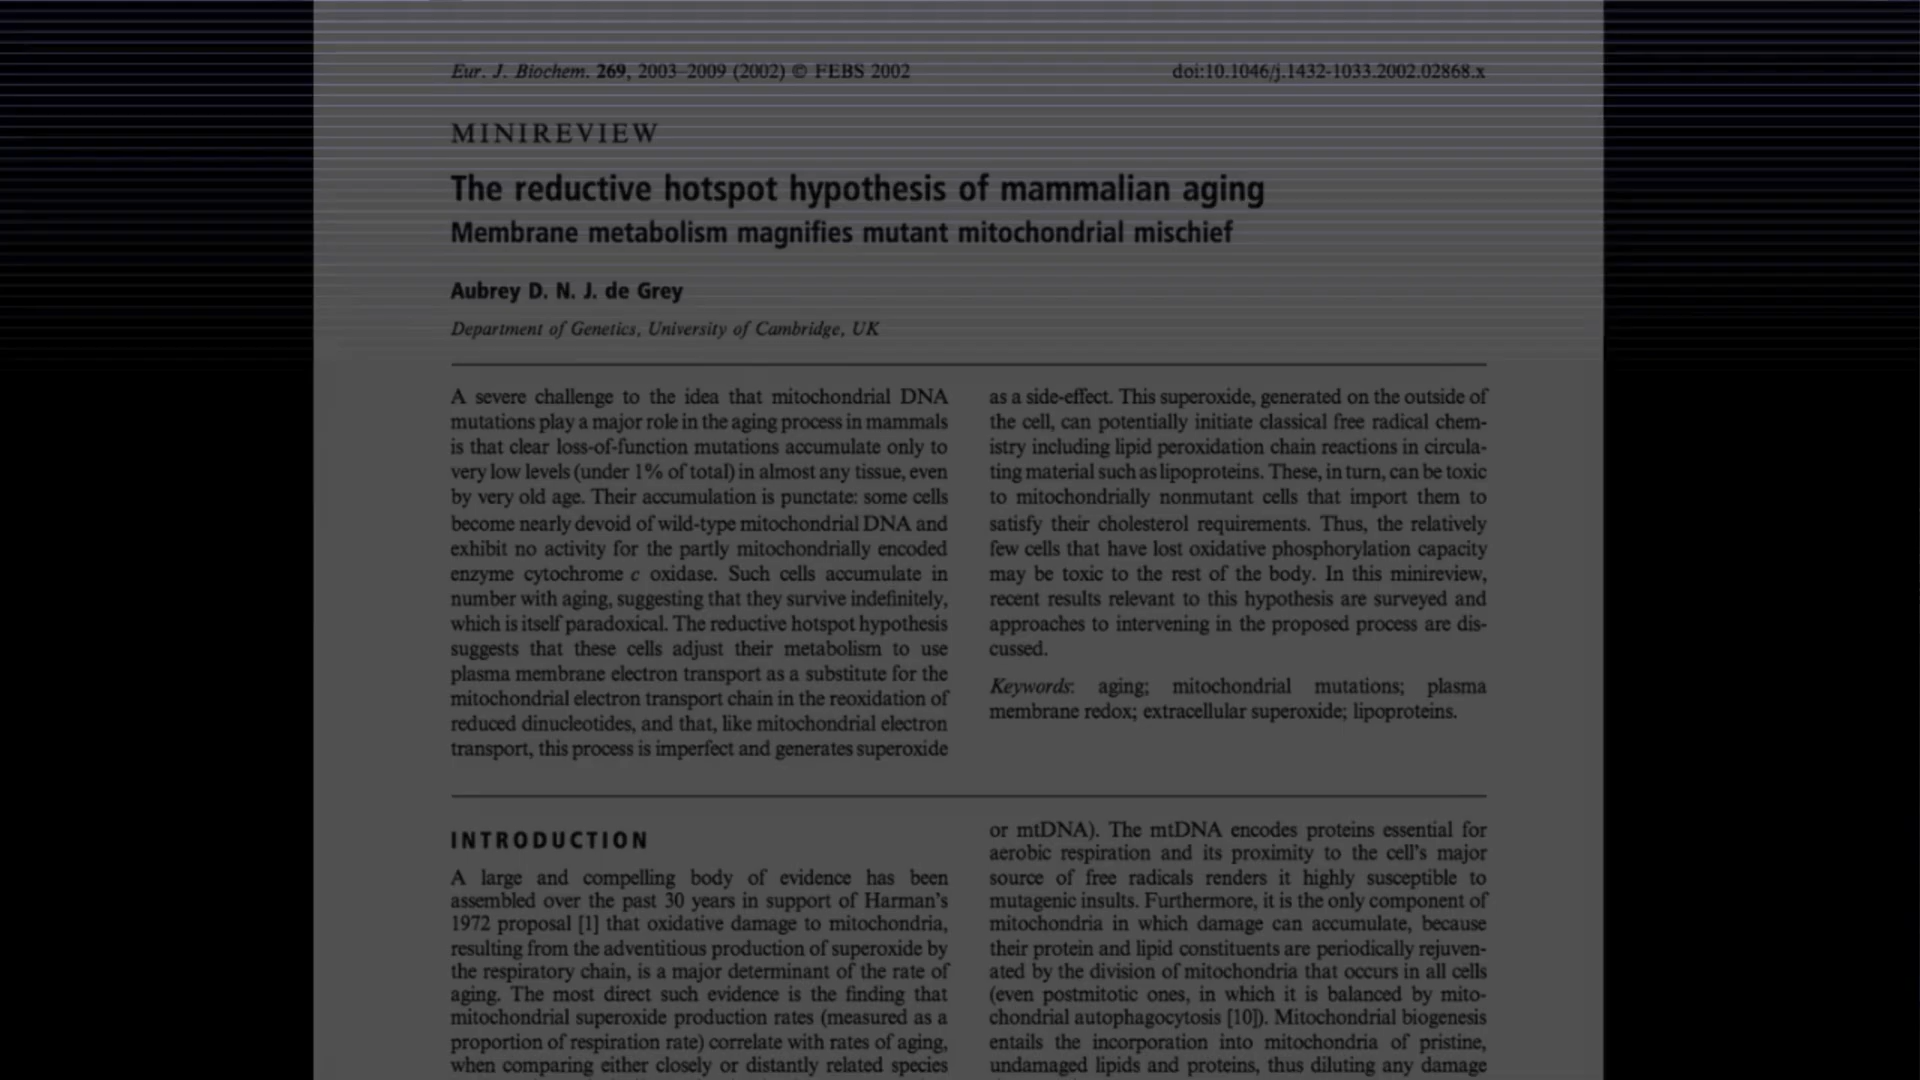 Eur. J. Biochem. 269, 2003–2009 (2002) © FEBS 2002
doi:10.1046/j.1432-1033.2002.02868.x
MINIREVIEW
The reductive hotspot hypothesis of mammalian aging
Membrane metabolism magnifies mutant mitochondrial mischief
Aubrey D. N. J. de Grey
Department of Genetics, University of Cambridge, UK
A severe challenge to the idea that mitochondrial DNA
mutations play a major role in the aging process in mammals
is that clear loss-of-function mutations accumulate only to
very low levels (under 1% of total) in almost any tissue, even
by very old age. Their accumulation is punctate: some cells
become nearly devoid of wild-type mitochondrial DNA and
exhibit no activity for the partly mitochondrially encoded
enzyme cytochrome c oxidase. Such cells accumulate in
number with aging, suggesting that they survive indefinitely,
which is itself paradoxical. The reductive hotspot hypothesis
suggests that these cells adjust their metabolism to use
plasma membrane electron transport as a substitute for the
mitochondrial electron transport chain in the reoxidation of
reduced dinucleotides, and that, like mitochondrial electron
transport, this process is imperfect and generates superoxide
as a side-effect. This superoxide, generated on the outside of
the cell, can potentially initiate classical free radical chem-
istry including lipid peroxidation chain reactions in circula-
ting material such as lipoproteins. These, in turn, can be toxic
to mitochondrially nonmutant cells that import them to
satisfy their cholesterol requirements. Thus, the relatively
few cells that have lost oxidative phosphorylation capacity
may be toxic to the rest of the body. In this minireview,
recent results relevant to this hypothesis are surveyed and
approaches to intervening in the proposed process are dis-
cussed.
Keywords: aging; mitochondrial mutations; plasma
membrane redox; extracellular superoxide; lipoproteins.
INTRODUCTION
A large and compelling body of evidence has been
assembled over the past 30 years in support of Harman's
1972 proposal [1] that oxidative damage to mitochondria,
resulting from the adventitious production of superoxide by
the respiratory chain, is a major determinant of the rate of
aging. The most direct such evidence is the finding that
mitochondrial superoxide production rates (measured as a
proportion of respiration rate) correlate with rates of aging,
when comparing either closely or distantly related species
or mtDNA). The mtDNA encodes proteins essential for
aerobic respiration and its proximity to the cell's major
source of free radicals renders it highly susceptible to
mutagenic insults. Furthermore, it is the only component of
mitochondria in which damage can accumulate, because
their protein and lipid constituents are periodically rejuven-
ated by the division of mitochondria that occurs in all cells
(even postmitotic ones, in which it is balanced by mito-
chondrial autophagocytosis [10]). Mitochondrial biogenesis
entails the incorporation into mitochondria of pristine,
undamaged lipids and proteins, thus diluting any damage